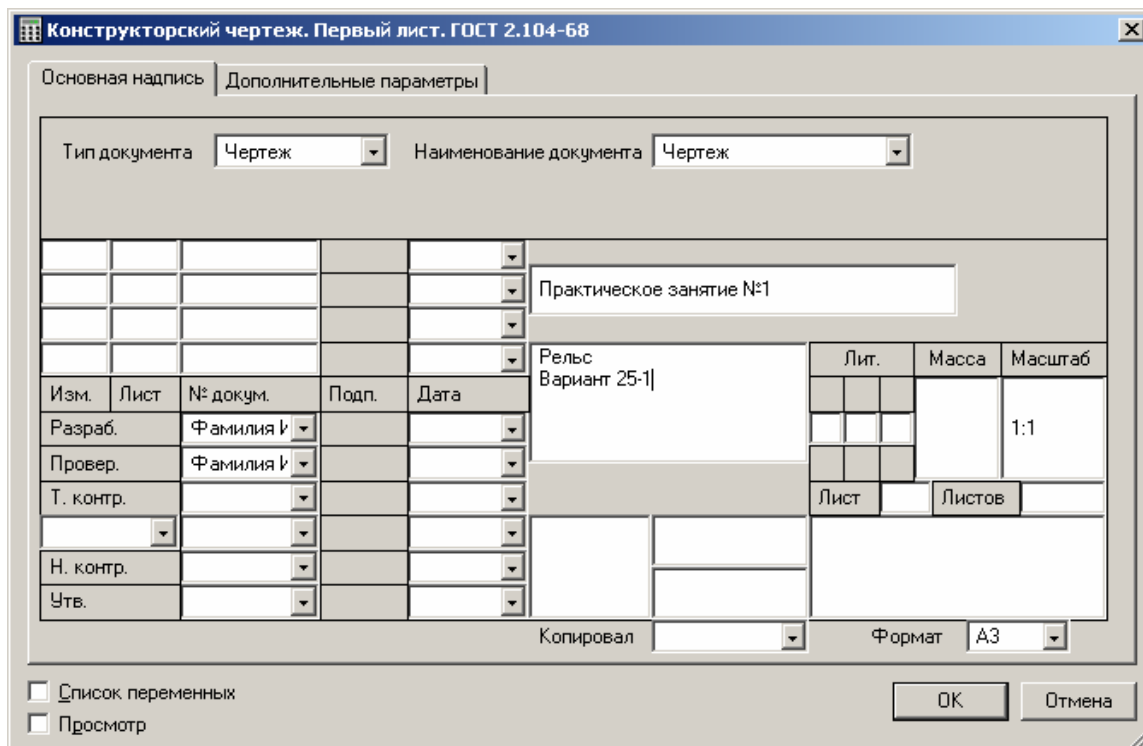 Конструкторский чертеж. Первый лист. ГОСТ 2.104-68
Основная надпись Дополнительные параметры
Тип документа Чертеж Наименование документа Чертеж
Практическое занятие №1
Рельс
Вариант 25-1
Лит. Масса Масштаб
Изм. Лист № докум. Подп. Дата
Разраб. Фамилия И
1:1
Провер. Фамилия И
Т. контр.
Лист Листов
Н. контр.
Утв.
Копировал Формат А3
Список переменных
Просмотр
OK Отмена